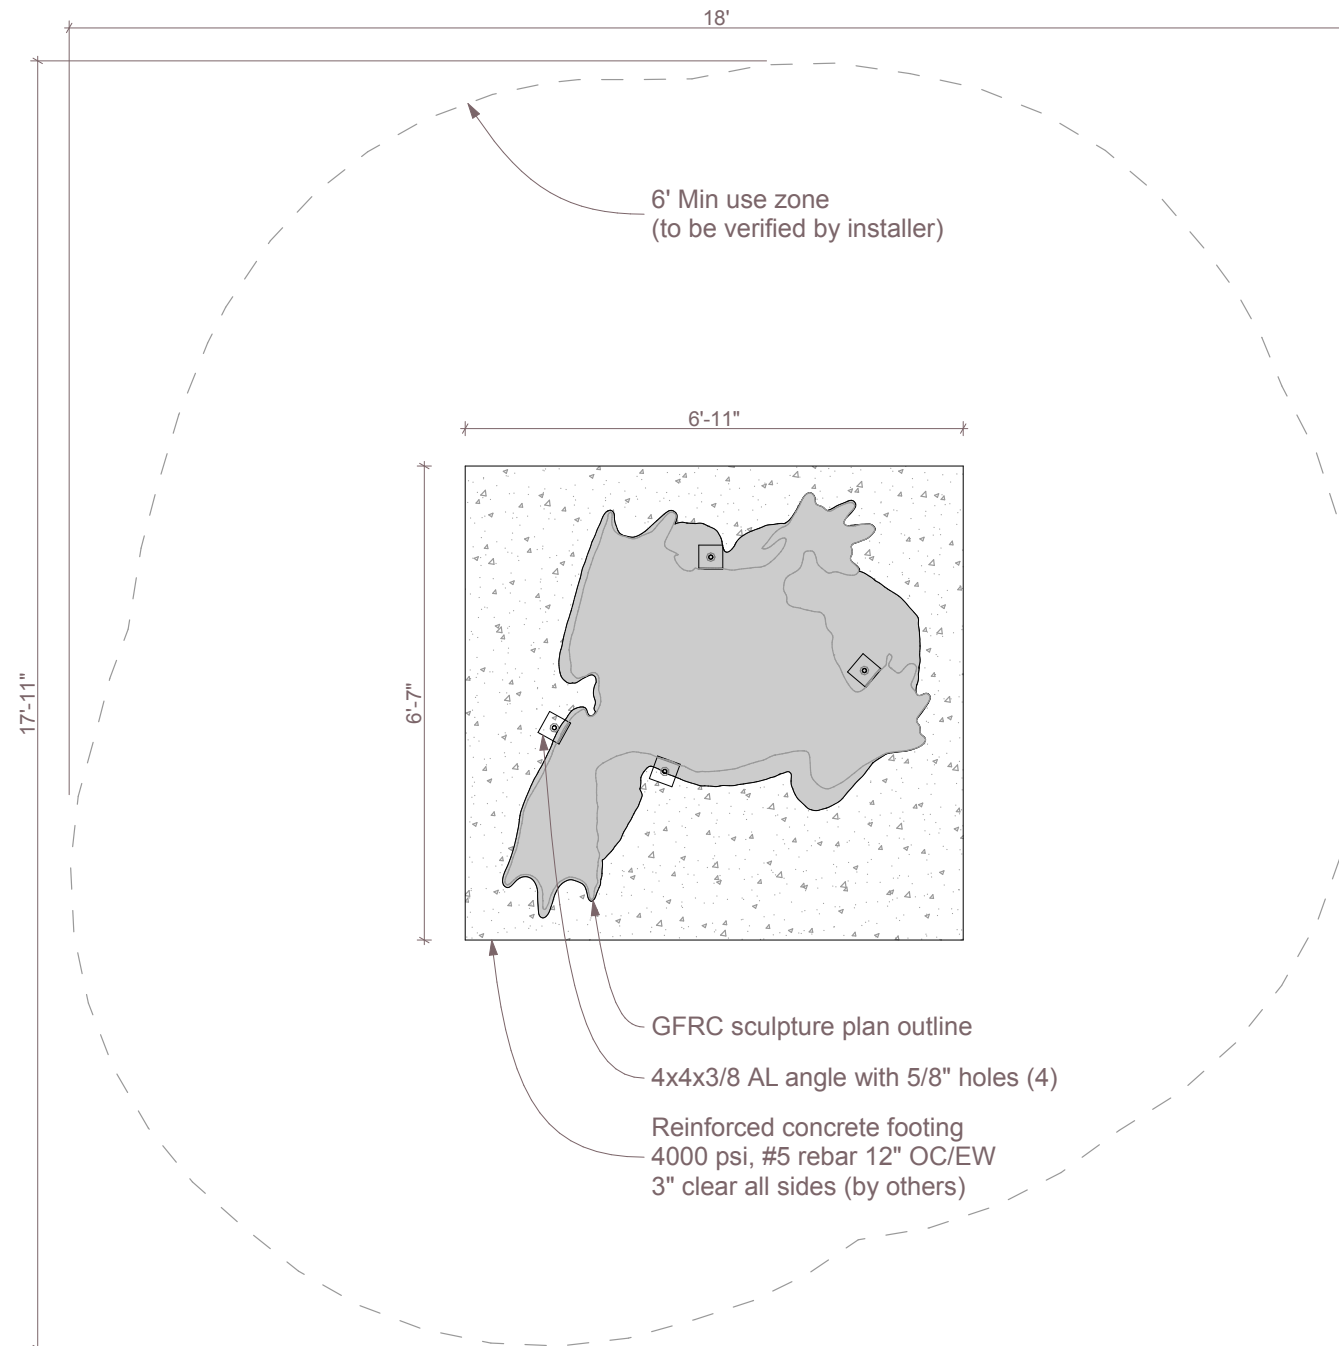 18'
6' Min use zone
(to be verified by installer)
6'-11"
17'-11"
6'-7"
GFRC sculpture plan outline
4x4x3/8 AL angle with 5/8" holes (4)
Reinforced concrete footing
4000 psi, #5 rebar 12" OC/EW
3" clear all sides (by others)